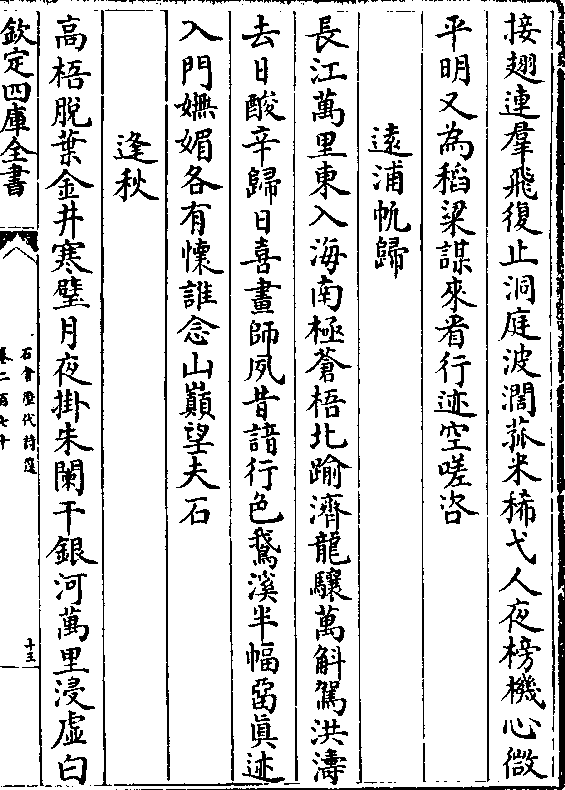 接翅連羣飛復止洞庭波濶菰米稀弋人夜榜機心微
平明又為稻粱謀來看行迹空嗟咨
遠浦帆歸
長江萬里東入海南極蒼梧北踰濟龍驤萬斛駕洪濤
去日酸辛歸日喜畫師夙昔諳行色鵞溪半幅留眞迹
入門嫵媚各有懷誰念山巔望夫石
逢秋
高梧脱葉金井寒璧月夜掛朱闌干銀河萬里浸虛白
欽定四庫全書
石倉歷代詩選
卷二百七十
十三